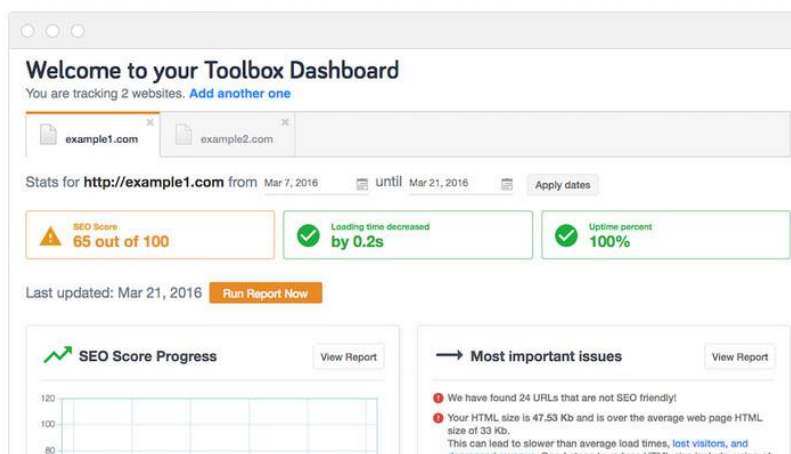 Welcome to your Toolbox Dashboard
You are tracking 2 websites. Add another one
example1.com
example2.com
Stats for http://example1.com from Mar 7, 2016 until Mar 21, 2016 Apply dates
SEO Score
65 out of 100
Loading time decreased
by 0.2s
Uptime percent
100%
Last updated: Mar 21, 2016 Run Report Now
SEO Score Progress View Report
120
100
80
Most important issues View Report
We have found 24 URLs that are not SEO friendly!
Your HTML size is 47.53 Kb and is over the average web page HTML
size of 33 Kb.
This can lead to slower than average load times, lost visitors, and